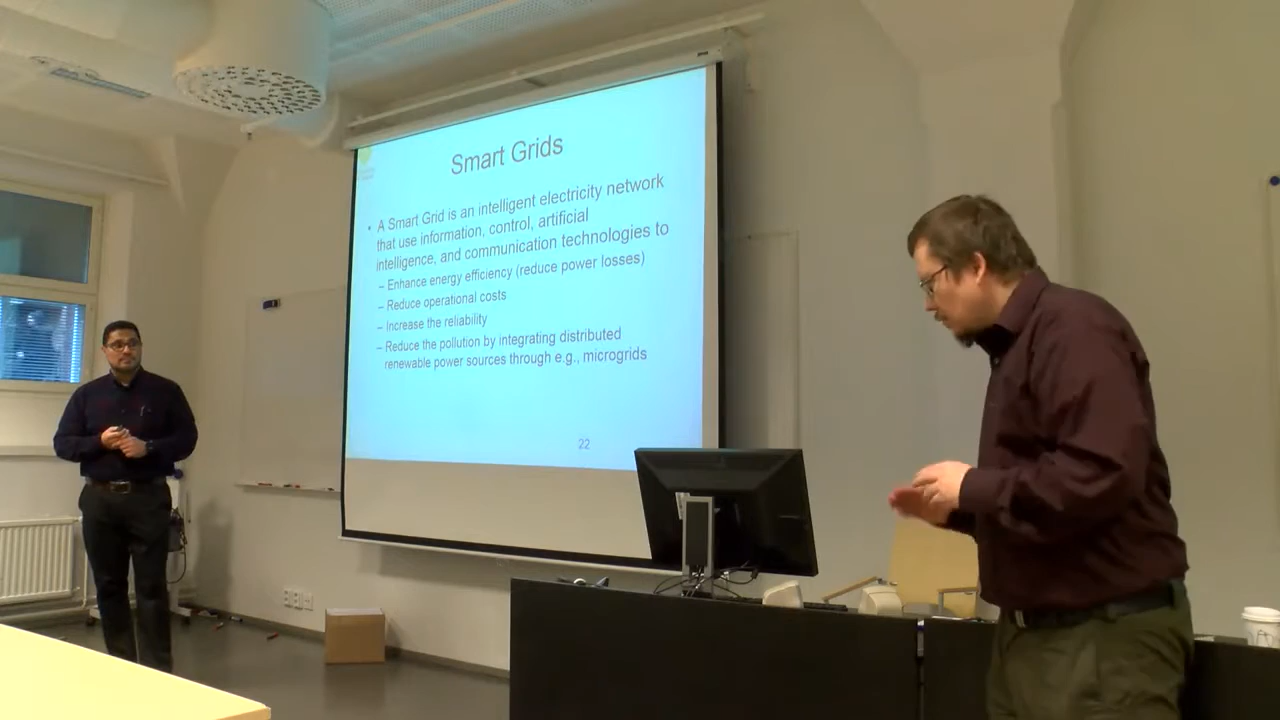 Smart Grids
• A Smart Grid is an intelligent electricity network
that use information, control, artificial
intelligence, and communication technologies to
– Enhance energy efficiency (reduce power losses)
– Reduce operational costs
– Increase the reliability
– Reduce the pollution by integrating distributed
renewable power sources through e.g., microgrids
22